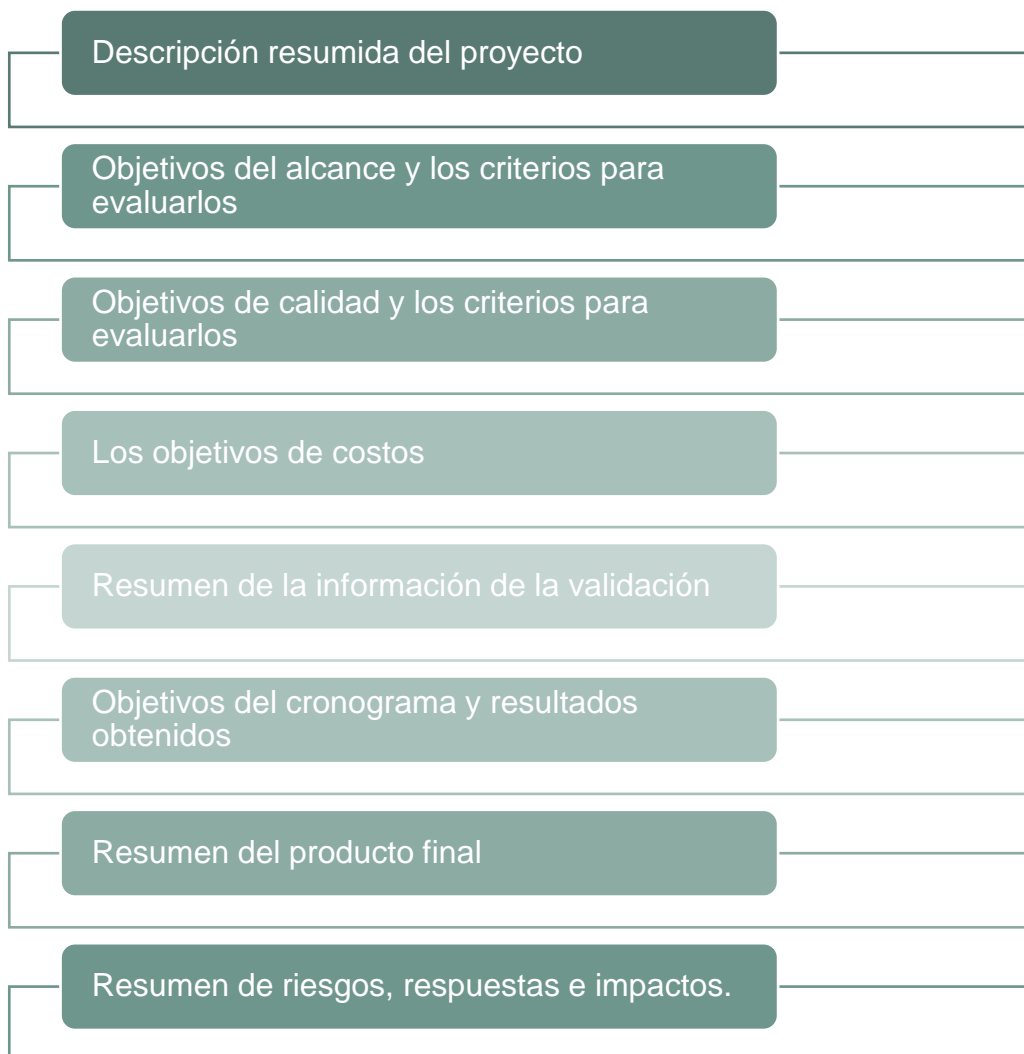 Descripción resumida del proyecto
Objetivos del alcance y los criterios para
evaluarlos
Objetivos de calidad y los criterios para
evaluarlos
Los objetivos de costos
Resumen de la información de la validación
Objetivos del cronograma y resultados
obtenidos
Resumen del producto final
Resumen de riesgos, respuestas e impactos.